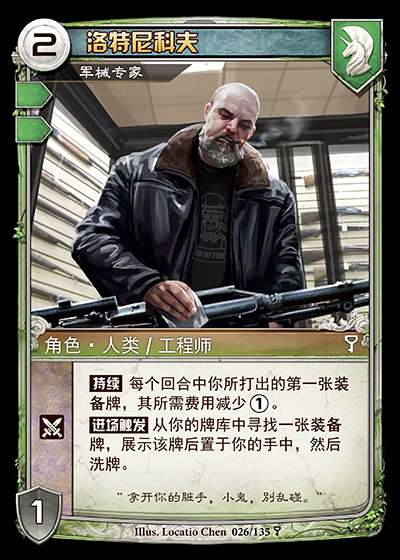 2
洛特尼科夫
军械专家
角色·人类/工程师
持续 每个回合中你所打出的第一张装
备牌，其所需费用减少①。
进场触发 从你的牌库中寻找一张装备
牌，展示该牌后置于你的手中，然后
洗牌。
1
“拿开你的脏手，小鬼，别乱碰。”
Illus. Locatio Chen 026/135